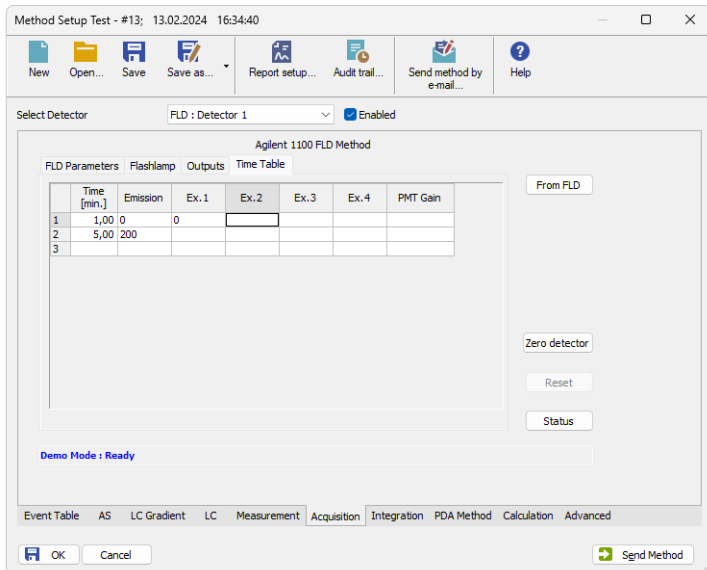 Method Setup Test - #13; 13.02.2024 16:34:40
New Open... Save Save as... Report setup... Audit trail... Send method by e-mail... Help
Select Detector FLD : Detector 1 Enabled
Agilent 1100 FLD Method
FLD Parameters Flashlamp Outputs Time Table
From FLD
Time [min.] Emission Ex.1 Ex.2 Ex.3 Ex.4 PMT Gain
1 1,00 0 0
2 5,00 200
3
Zero detector
Reset
Status
Demo Mode : Ready
Event Table AS LC Gradient LC Measurement Acquisition Integration PDA Method Calculation Advanced
OK Cancel Send Method